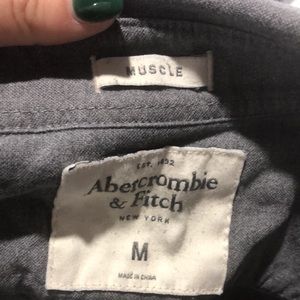 MUSCLE
EST. 1892
Abercrombie
& Fitch
NEW YORK
M
MADE IN CHINA